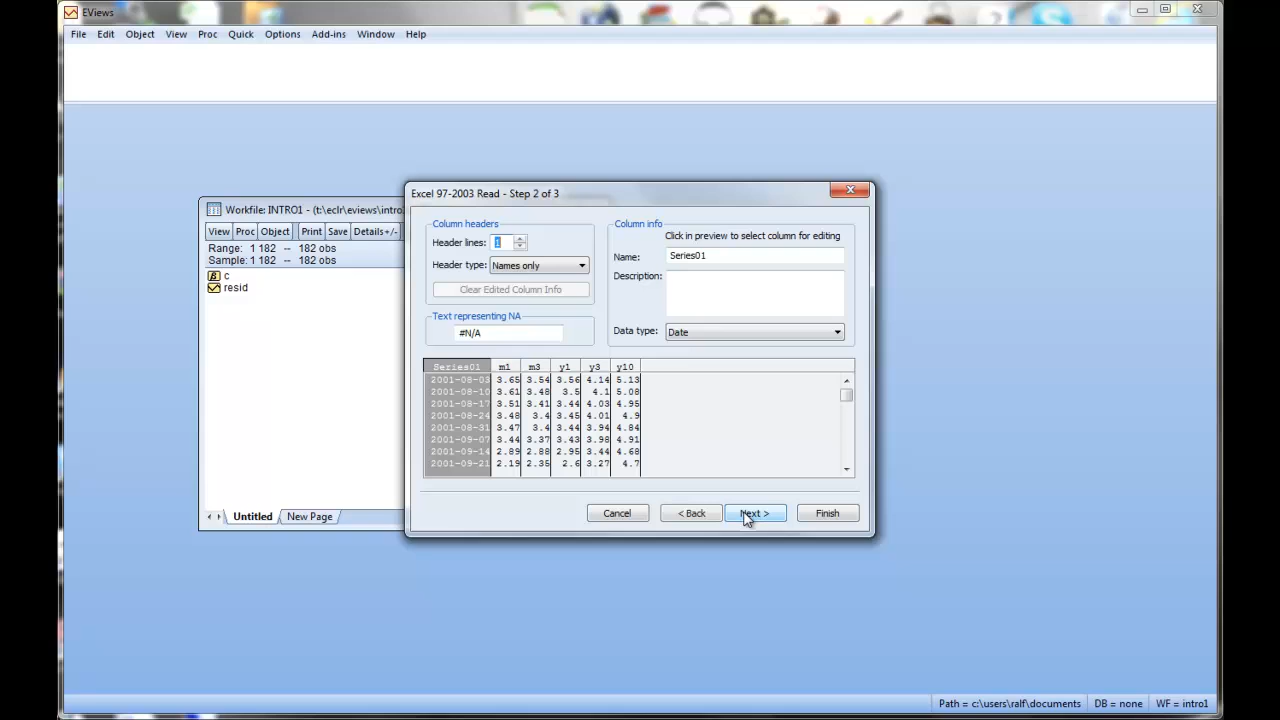 EViews
File Edit Object View Proc Quick Options Add-ins Window Help
Excel 97-2003 Read - Step 2 of 3
Workfile: INTRO1 - (t:\eclr\eviews\intro
View Proc Object Print Save Details+/-
Range: 1 182 -- 182 obs
Sample: 1 182 -- 182 obs
c
resid
Untitled New Page
Column headers
Header lines: 1
Header type: Names only
Clear Edited Column Info
Text representing NA
#N/A
Column info
Click in preview to select column for editing
Name: Series01
Description:
Data type: Date
Series01 m1 m3 y1 y3 y10
2001-08-03 3.65 3.54 3.56 4.14 5.13
2001-08-10 3.61 3.48 3.5 4.1 5.08
2001-08-17 3.51 3.41 3.44 4.03 4.95
2001-08-24 3.48 3.4 3.45 4.01 4.9
2001-08-31 3.47 3.4 3.44 3.94 4.84
2001-09-07 3.44 3.37 3.43 3.98 4.91
2001-09-14 2.89 2.88 2.95 3.44 4.68
2001-09-21 2.19 2.35 2.6 3.27 4.7
Cancel < Back Next > Finish
Path = c:\users\ralf\documents DB = none WF = intro1